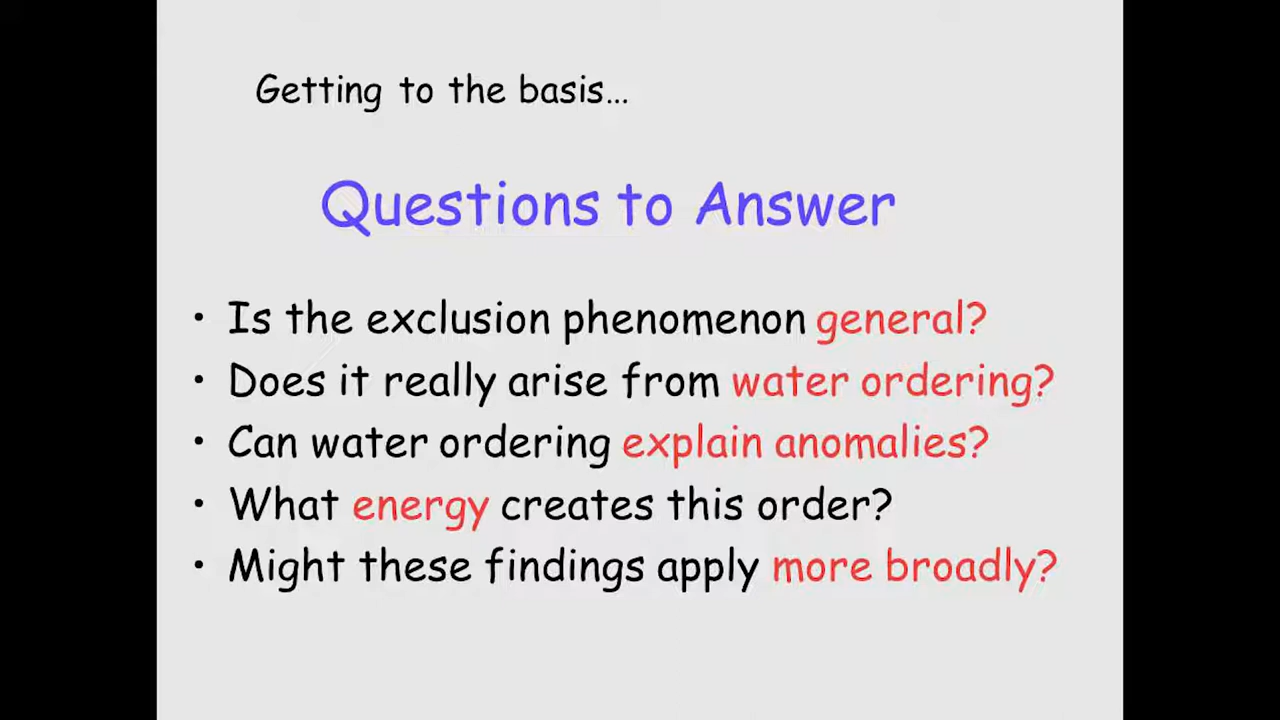 Getting to the basis…
Questions to Answer
• Is the exclusion phenomenon general?
• Does it really arise from water ordering?
• Can water ordering explain anomalies?
• What energy creates this order?
• Might these findings apply more broadly?